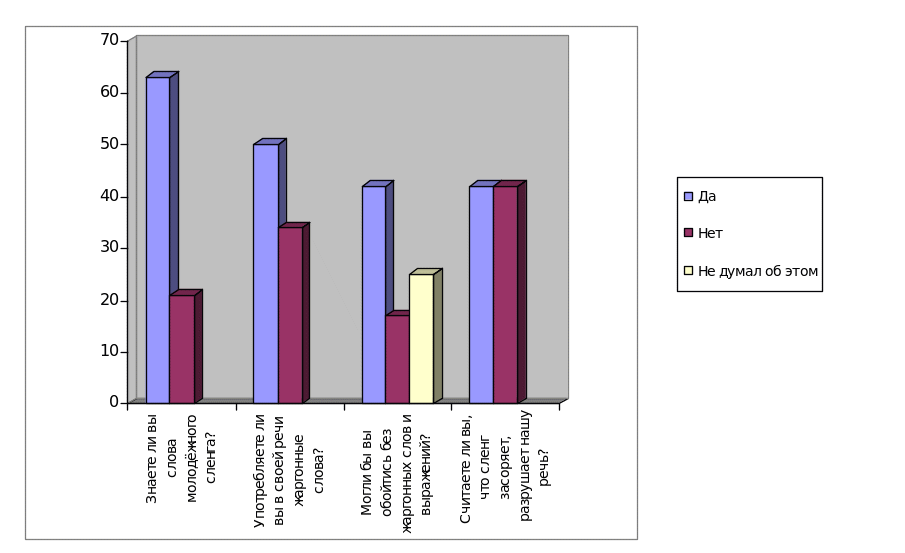 70
60
50
40
30
20
10
0
Знаете ли вы
слова
молодёжного
сленга?
Употребляете ли
вы в своей речи
жаргонные
слова?
Могли бы вы
обойтись без
жаргонных слов и
выражений?
Считаете ли вы,
что сленг
засоряет,
разрушает нашу
речь?
Да
Нет
Не думал об этом